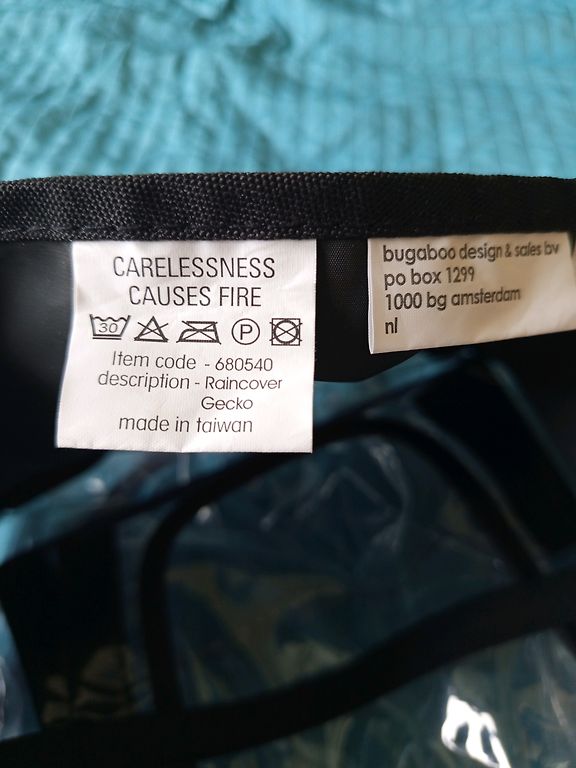 CARELESSNESS
CAUSES FIRE
30 P
Item code - 680540
description - Raincover
Gecko
made in taiwan
bugaboo design & sales bv
po box 1299
1000 bg amsterdam
nl